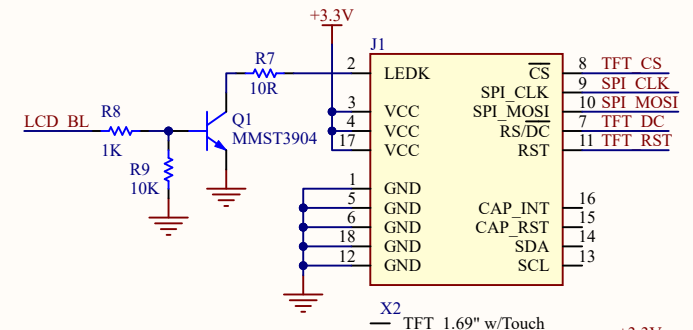 +3.3V
J1
R7
10R
2 LEDK
CS 8 TFT_CS
SPI_CLK 9 SPI_CLK
3 VCC
SPI_MOSI 10 SPI_MOSI
LCD_BL
R8
1K
Q1
MMST3904
4 VCC
RS/DC 7 TFT_DC
17 VCC
RST 11 TFT_RST
R9
10K
1 GND
5 GND
CAP_INT 16
6 GND
CAP_RST 15
18 GND
SDA 14
12 GND
SCL 13
X2
TFT 1.69" w/Touch